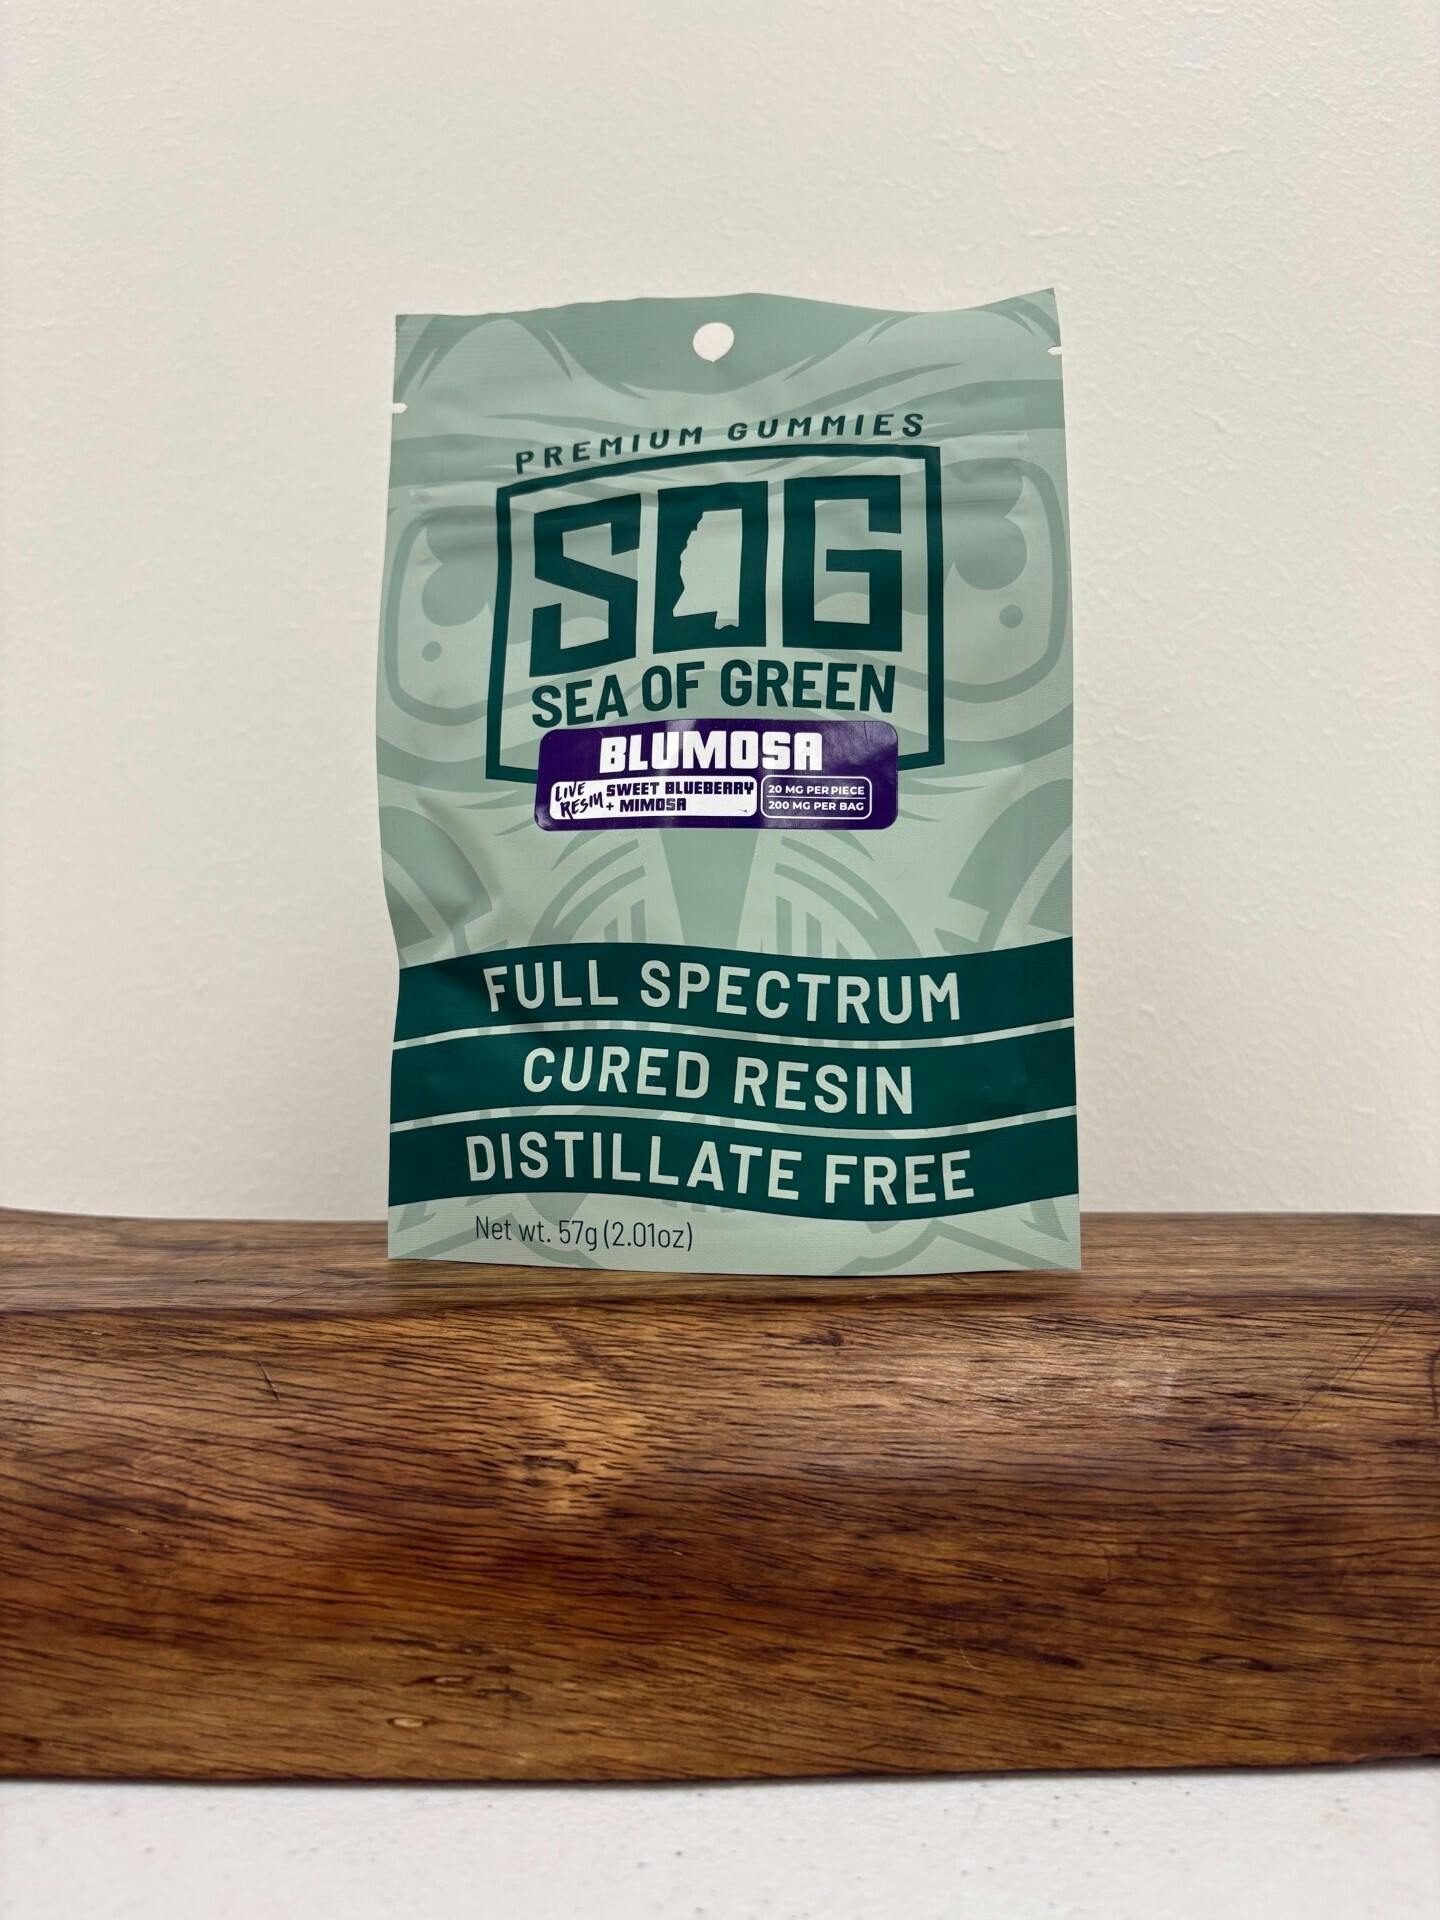 PREMIUM GUMMIES
SOG
SEA OF GREEN
BLUMOSA
LIVE RESIN
SWEET BLUEBERRY
+ MIMOSA
20 MG PER PIECE
200 MG PER BAG
FULL SPECTRUM
CURED RESIN
DISTILLATE FREE
Net wt. 57g (2.01oz)